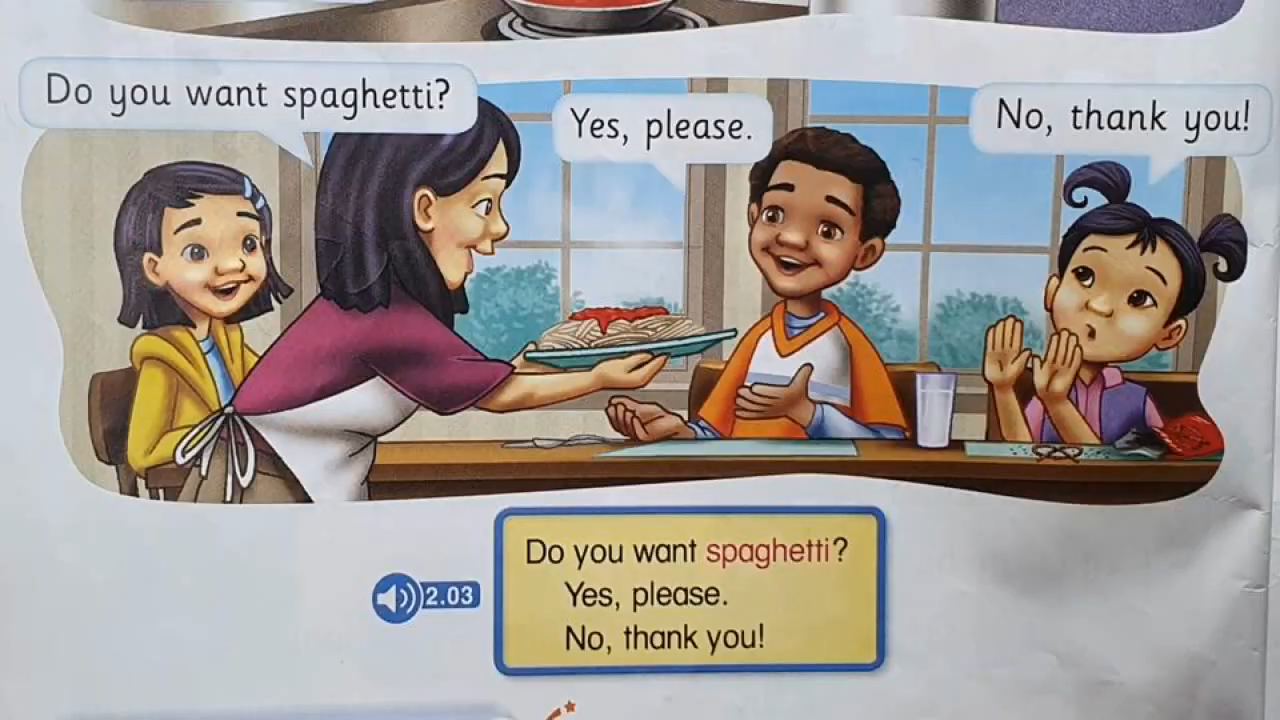 Do you want spaghetti?
Yes, please.
No, thank you!
2.03
Do you want spaghetti?
Yes, please.
No, thank you!